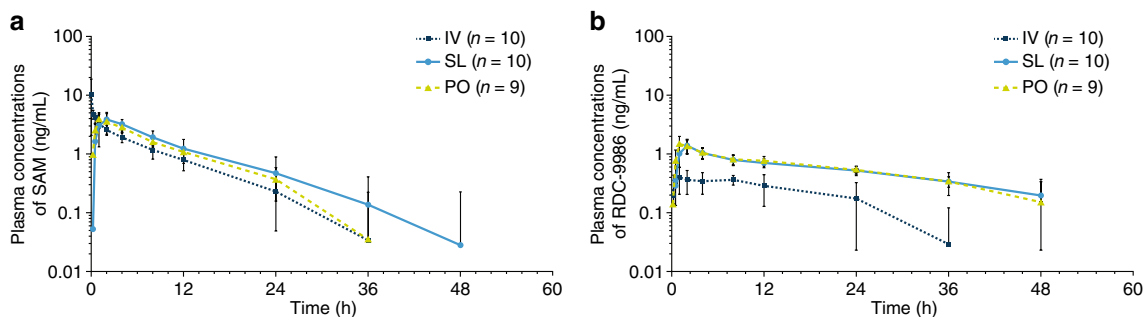 a
Plasma concentrations
of SAM (ng/mL)
100
10
1
0.1
0.01
0
12
24
36
48
60
Time (h)
IV (n = 10)
SL (n = 10)
PO (n = 9)
b
Plasma concentrations
of RDC-9986 (ng/mL)
100
10
1
0.1
0.01
0
12
24
36
48
60
Time (h)
IV (n = 10)
SL (n = 10)
PO (n = 9)